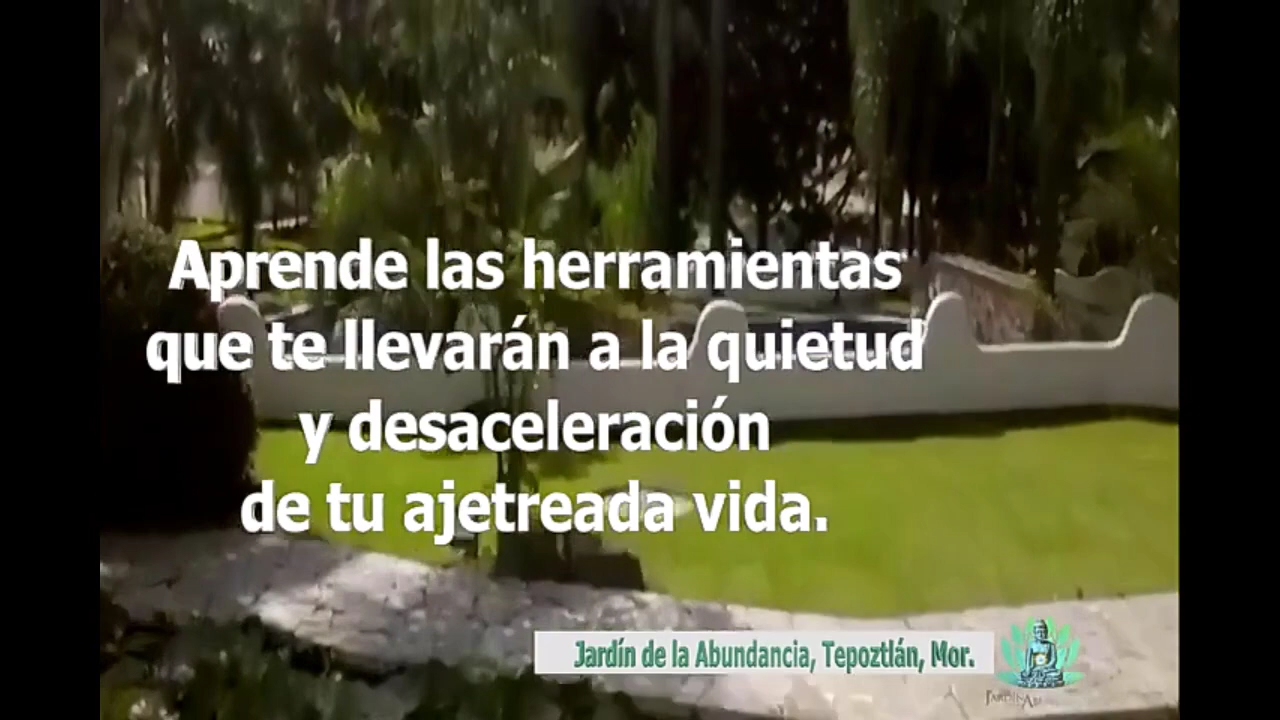 Aprende las herramientas
que te llevarán a la quietud
y desaceleración
de tu ajetreada vida.
Jardín de la Abundancia, Tepoztlán, Mor.